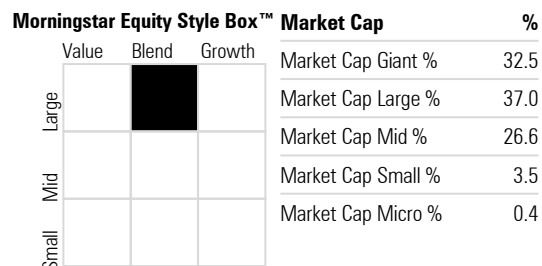 Morningstar Equity Style Box™
Value Blend Growth
Large
Mid
Small
Market Cap %
Market Cap Giant % 32.5
Market Cap Large % 37.0
Market Cap Mid % 26.6
Market Cap Small % 3.5
Market Cap Micro % 0.4